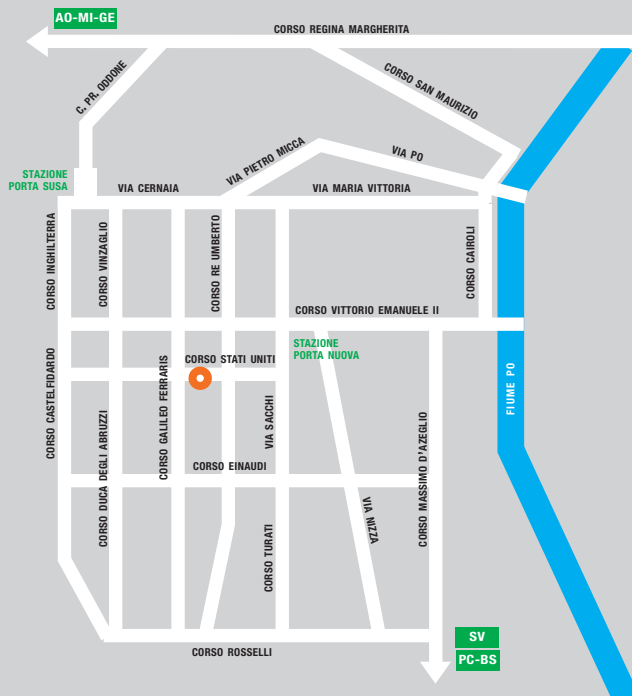 AO-MI-GE
CORSO REGINA MARGHERITA
C. PR. ODDONE
CORSO SAN MAURIZIO
VIA PIETRO MICCA
VIA PO
STAZIONE
PORTA SUSA
VIA CERNAIA
VIA MARIA VITTORIA
CORSO INGHILTERRA
CORSO VINZAGLIO
CORSO RE UMBERTO
CORSO CAIROLI
CORSO VITTORIO EMANUELE II
STAZIONE
PORTA NUOVA
CORSO STATI UNITI
CORSO CASTELFIDARDO
CORSO DUCA DEGLI ABRUZZI
CORSO GALILEO FERRARIS
VIA SACCHI
FIUME PO
CORSO MASSIMO D'AZEGLIO
CORSO EINAUDI
VIA NIZZA
CORSO TURATI
CORSO ROSSELLI
SV
PC-BS